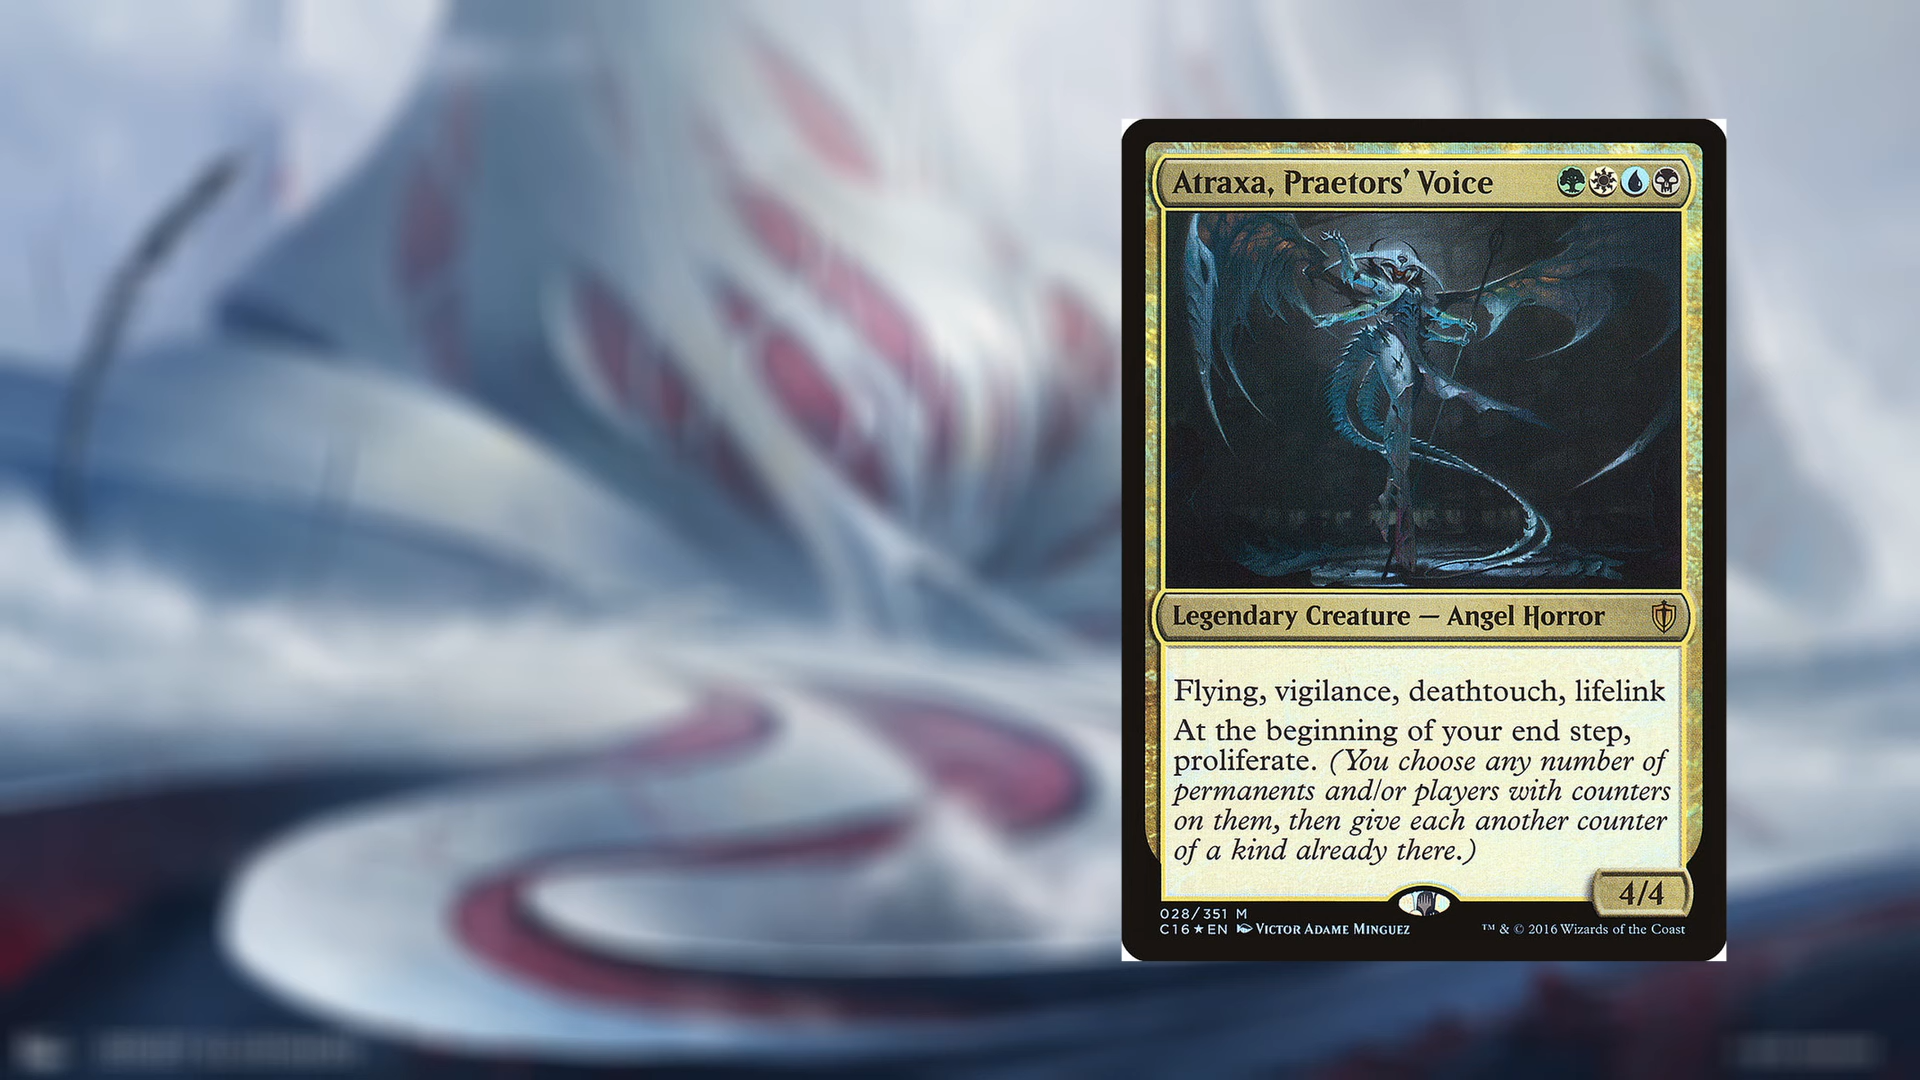 Atraxa, Praetors' Voice
Legendary Creature — Angel Horror
Flying, vigilance, deathtouch, lifelink
At the beginning of your end step,
proliferate. (You choose any number of
permanents and/or players with counters
on them, then give each another counter
of a kind already there.)
4/4
028/351 M
C16★EN Victor Adame Minguez
™ & © 2016 Wizards of the Coast